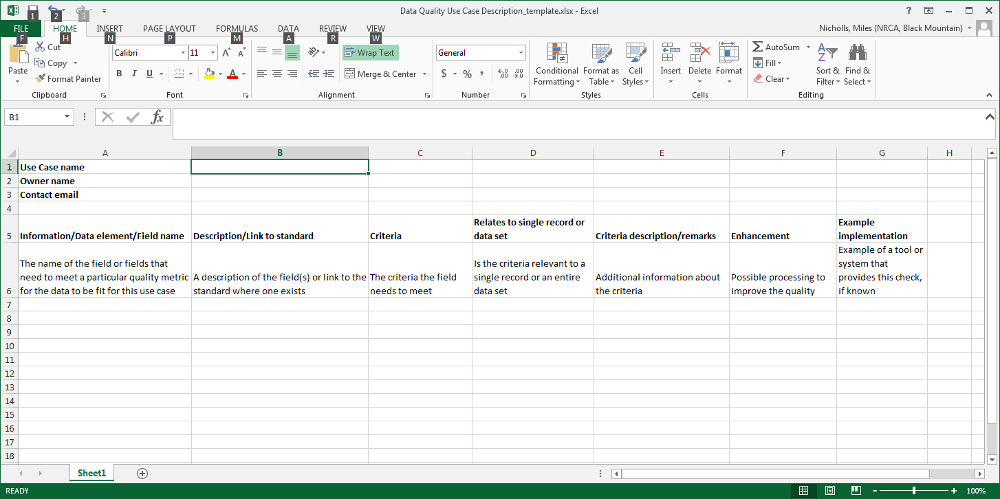 Data Quality Use Case Description_template.xlsx - Excel
?
1 2 3
FILE HOME INSERT PAGE LAYOUT FORMULAS DATA REVIEW VIEW
Nicholls, Miles (NRCA, Black Mountain)
F H N P M A R W
Paste
Cut
Copy
Format Painter
Clipboard
Calibri 11 A A
B I U A
Font
Wrap Text
Merge & Center
Alignment
General
$ % ,
.0 .00
.00 .0
Number
Conditional Formatting
Format as Table
Cell Styles
Styles
Insert Delete Format
Cells
AutoSum
Fill
Clear
Sort & Filter
Find & Select
Editing
B1 fx
A B C D E F G H
1 Use Case name
2 Owner name
3 Contact email
4
5 Information/Data element/Field name
Description/Link to standard
Criteria
Relates to single record or
data set
Criteria description/remarks
Enhancement
Example
implementation
6
The name of the field or fields that
need to meet a particular quality metric
for the data to be fit for this use case
A description of the field(s) or link to the
standard where one exists
The criteria the field
needs to meet
Is the criteria relevant to a
single record or an entire
data set
Additional information about
the criteria
Possible processing to
improve the quality
Example of a tool or
system that
provides this check,
if known
7
8
9
10
11
12
13
14
15
16
17
18
Sheet1
READY
100%